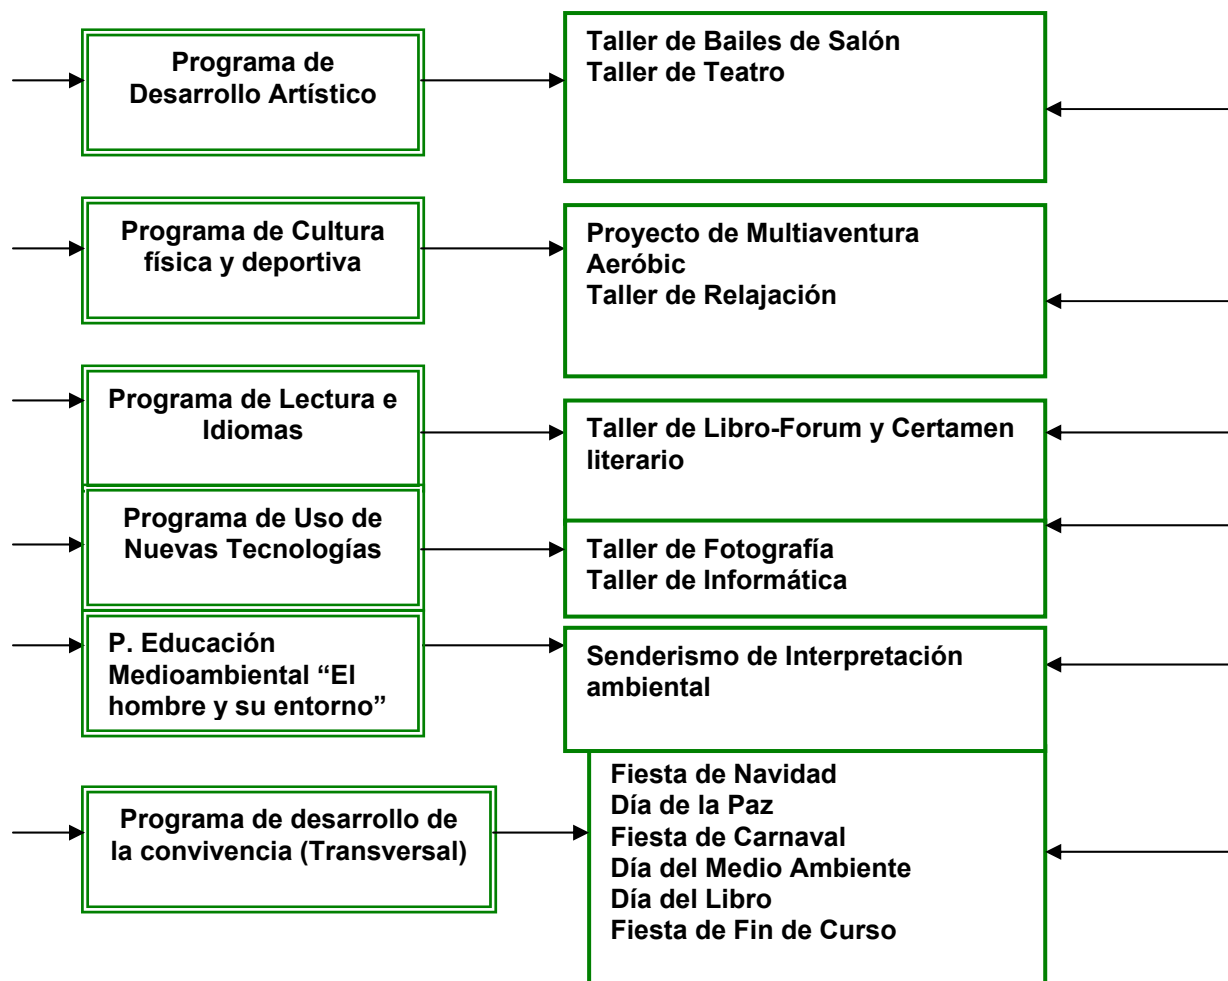 Programa de
Desarrollo Artístico
Taller de Bailes de Salón
Taller de Teatro
Programa de Cultura
física y deportiva
Proyecto de Multiaventura
Aeróbic
Taller de Relajación
Programa de Lectura e
Idiomas
Taller de Libro-Forum y Certamen
literario
Programa de Uso de
Nuevas Tecnologías
Taller de Fotografía
Taller de Informática
P. Educación
Medioambiental “El
hombre y su entorno”
Senderismo de Interpretación
ambiental
Programa de desarrollo de
la convivencia (Transversal)
Fiesta de Navidad
Día de la Paz
Fiesta de Carnaval
Día del Medio Ambiente
Día del Libro
Fiesta de Fin de Curso